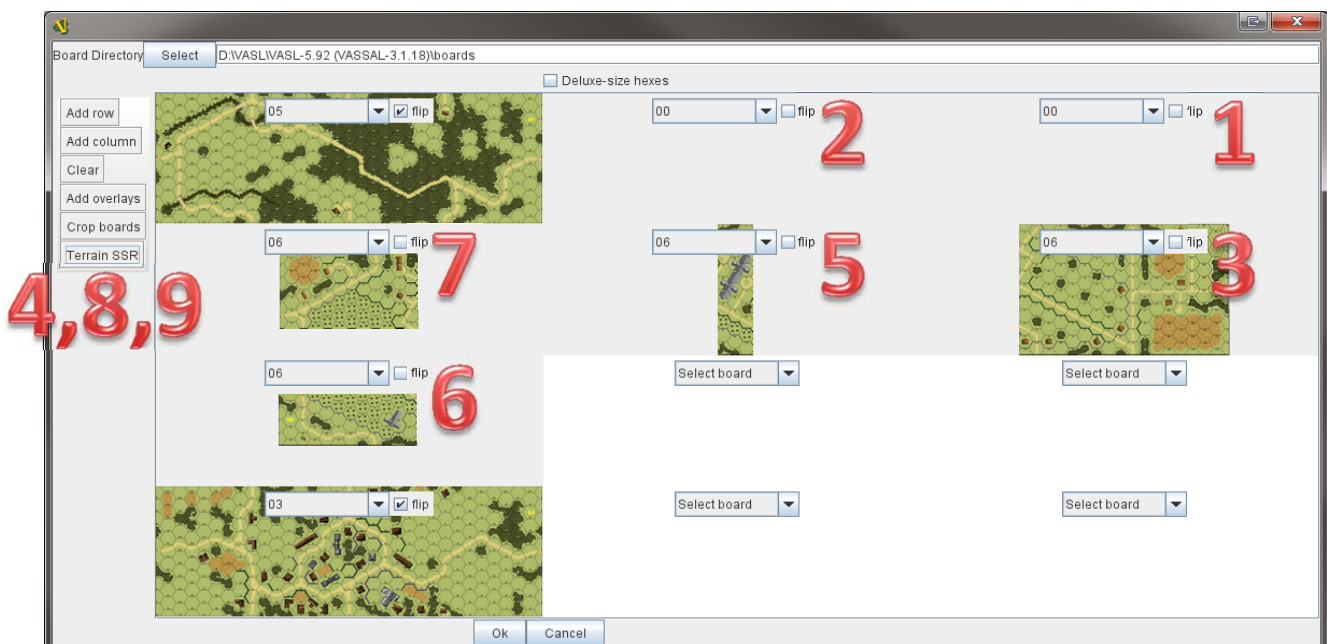 Board Directory Select D:\VASL\VASL-5.92 (VASSAL-3.1.18)\boards
Deluxe-size hexes
Add row
Add column
Clear
Add overlays
Crop boards
Terrain SSR
4,8,9
05 flip
00 flip 2
00 flip 1
06 flip 7
06 flip 5
06 flip 3
06 flip 6
Select board
Select board
03 flip
Select board
Select board
Ok Cancel